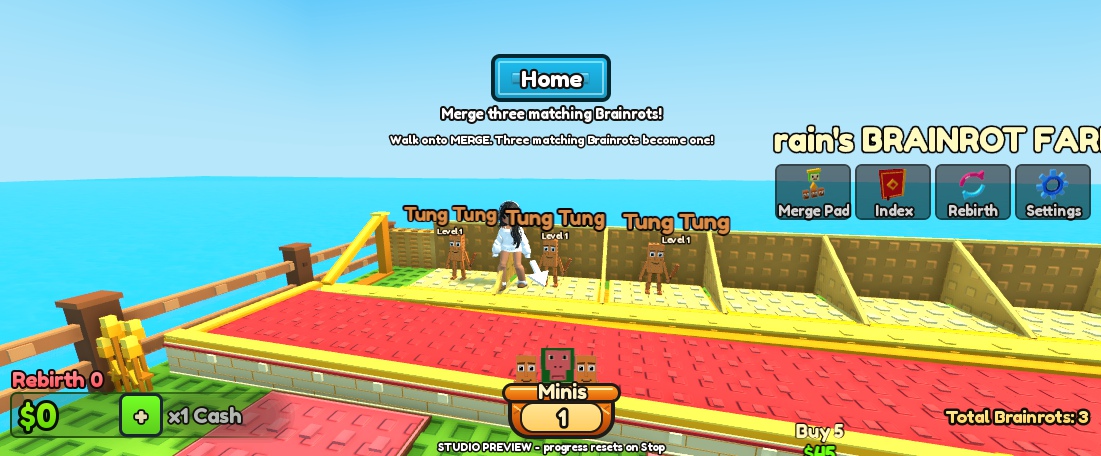 Home
Merge three matching Brainrots!
Walk onto MERGE. Three matching Brainrots become one!
rain's BRAINROT FAR
Merge Pad
Index
Rebirth
Settings
Tung Tung
Level 1
Tung Tung
Level 1
Tung Tung
Level 1
Rebirth 0
$0
+
x1 Cash
Minis
1
STUDIO PREVIEW - progress resets on Stop
Buy 5
$45
Total Brainrots: 3